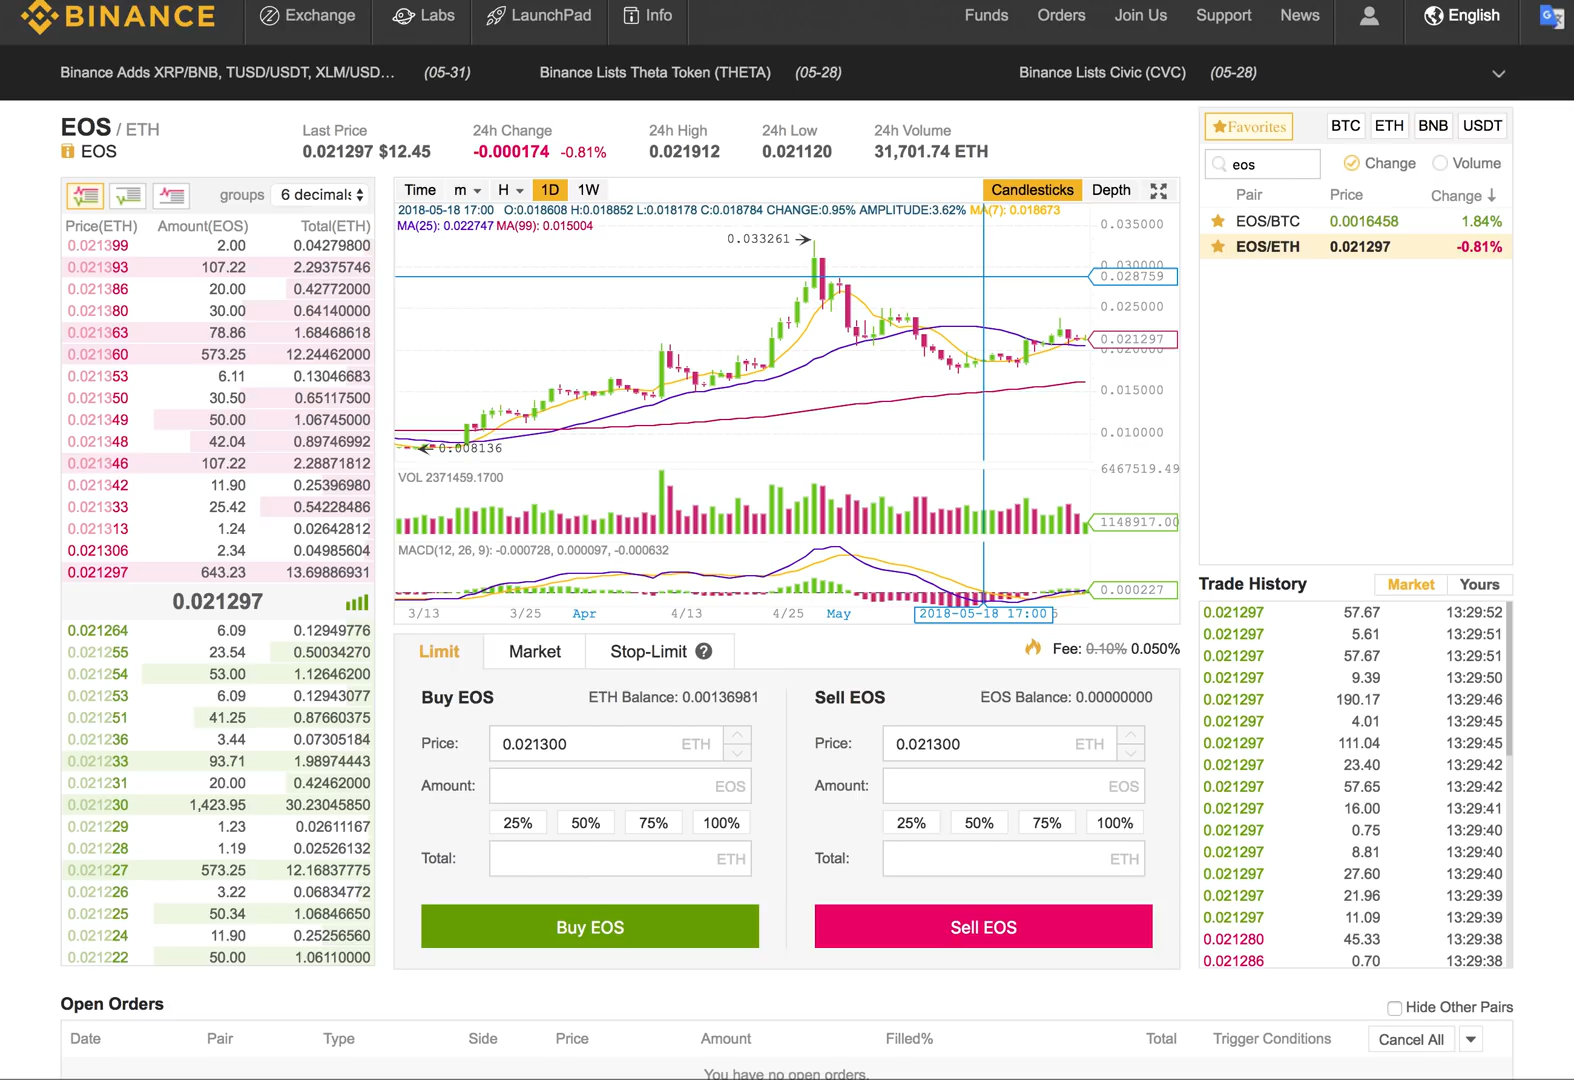 BINANCE
Exchange
Labs
LaunchPad
Info
Funds
Orders
Join Us
Support
News
English
Binance Adds XRP/BNB, TUSD/USDT, XLM/USD... (05-31)
Binance Lists Theta Token (THETA) (05-28)
Binance Lists Civic (CVC) (05-28)
EOS / ETH
EOS
Last Price
0.021297 $12.45
24h Change
-0.000174 -0.81%
24h High
0.021912
24h Low
0.021120
24h Volume
31,701.74 ETH
groups 6 decimals
Price(ETH) Amount(EOS) Total(ETH)
0.021399 2.00 0.04279800
0.021393 107.22 2.29375746
0.021386 20.00 0.42772000
0.021380 30.00 0.64140000
0.021363 78.86 1.68468618
0.021360 573.25 12.24462000
0.021353 6.11 0.13046683
0.021350 30.50 0.65117500
0.021349 50.00 1.06745000
0.021348 42.04 0.89746992
0.021346 107.22 2.28871812
0.021342 11.90 0.25396980
0.021333 25.42 0.54228486
0.021313 1.24 0.02642812
0.021306 2.34 0.04985604
0.021297 643.23 13.69886931
0.021297
0.021264 6.09 0.12949776
0.021255 23.54 0.50034270
0.021254 53.00 1.12646200
0.021253 6.09 0.12943077
0.021251 41.25 0.87660375
0.021236 3.44 0.07305184
0.021233 93.71 1.98974443
0.021231 20.00 0.42462000
0.021230 1,423.95 30.23045850
0.021229 1.23 0.02611167
0.021228 1.19 0.02526132
0.021227 573.25 12.16837775
0.021226 3.22 0.06834772
0.021225 50.34 1.06846650
0.021224 11.90 0.25256560
0.021222 50.00 1.06110000
Time m H 1D 1W Candlesticks Depth
2018-05-18 17:00 O:0.018608 H:0.018852 L:0.018178 C:0.018784 CHANGE:0.95% AMPLITUDE:3.62% MA(7): 0.018673
MA(25): 0.022747 MA(99): 0.015004
0.035000
0.033261
0.030000
0.028759
0.025000
0.021297
0.020000
0.015000
0.010000
0.008136
VOL 2371459.1700
6467519.49
1148917.00
MACD(12, 26, 9): -0.000728, 0.000097, -0.000632
0.000227
3/13 3/25 Apr 4/13 4/25 May 2018-05-18 17:00
Limit Market Stop-Limit ?
Fee: 0.10% 0.050%
Buy EOS ETH Balance: 0.00136981
Price: 0.021300 ETH
Amount: EOS
25% 50% 75% 100%
Total: ETH
Buy EOS
Sell EOS EOS Balance: 0.00000000
Price: 0.021300 ETH
Amount: EOS
25% 50% 75% 100%
Total: ETH
Sell EOS
Favorites BTC ETH BNB USDT
eos Change Volume
Pair Price Change
EOS/BTC 0.0016458 1.84%
EOS/ETH 0.021297 -0.81%
Trade History Market Yours
0.021297 57.67 13:29:52
0.021297 5.61 13:29:51
0.021297 57.67 13:29:51
0.021297 9.39 13:29:50
0.021297 190.17 13:29:46
0.021297 4.01 13:29:45
0.021297 111.04 13:29:45
0.021297 23.40 13:29:42
0.021297 57.65 13:29:42
0.021297 16.00 13:29:41
0.021297 0.75 13:29:40
0.021297 8.81 13:29:40
0.021297 27.60 13:29:40
0.021297 21.96 13:29:39
0.021297 11.09 13:29:39
0.021280 45.33 13:29:38
0.021286 0.70 13:29:38
Open Orders
Hide Other Pairs
Date Pair Type Side Price Amount Filled% Total Trigger Conditions Cancel All
You have no open orders.